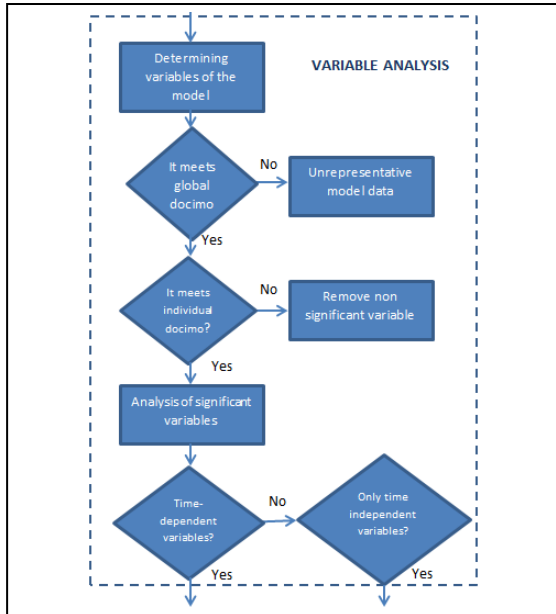 VARIABLE ANALYSIS
Determining
variables of the
model
It meets
global
docimo
No
Unrepresentative
model data
Yes
It meets
individual
docimo?
No
Remove non
significant variable
Yes
Analysis of significant
variables
Time-
dependent
variables?
No
Only time
independent
variables?
Yes
Yes